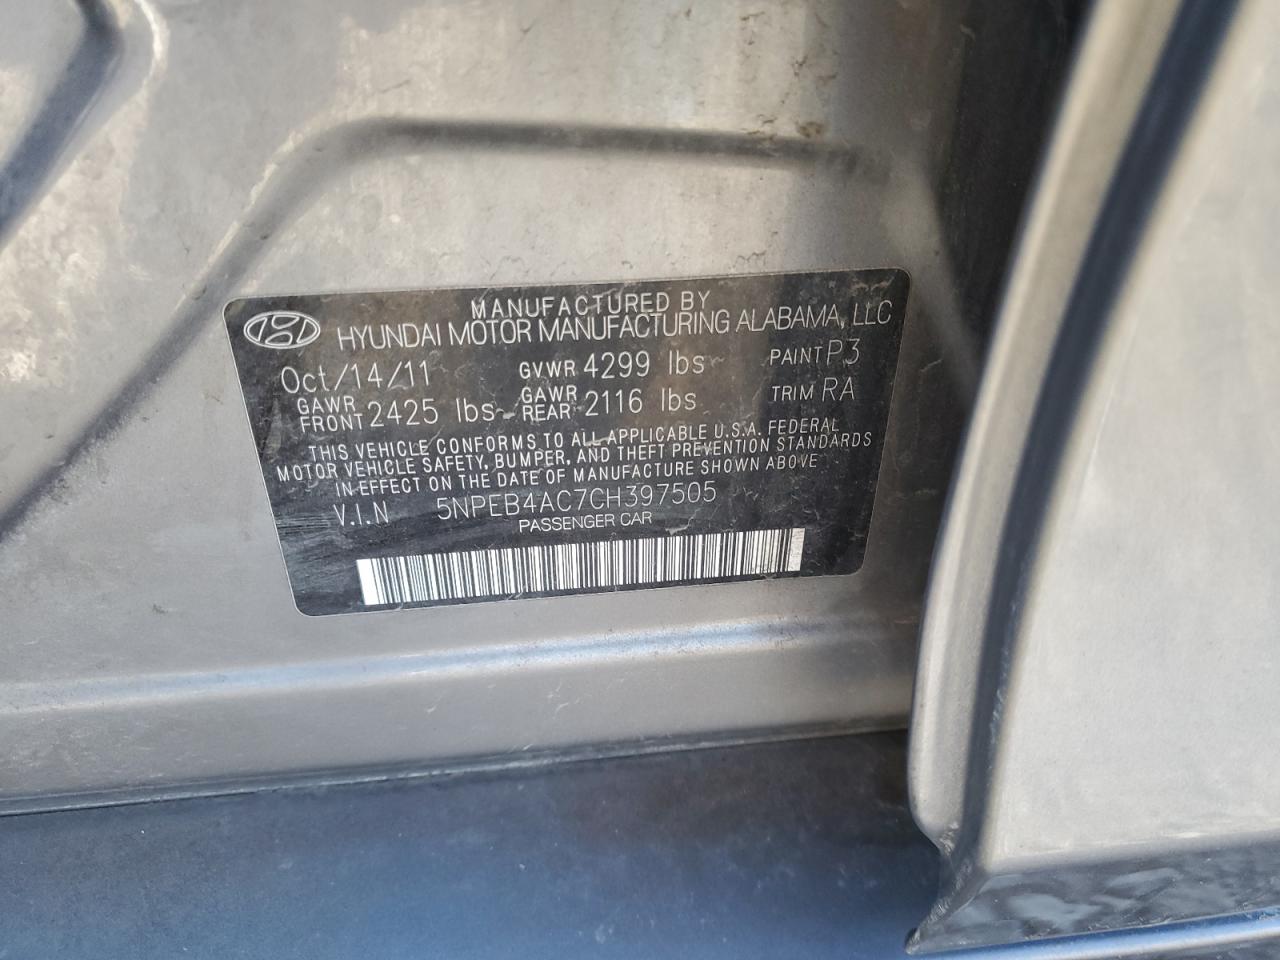 MANUFACTURED BY
HYUNDAI MOTOR MANUFACTURING ALABAMA, LLC
Oct/14/11 GVWR 4299 lbs PAINT P3
GAWR FRONT 2425 lbs GAWR REAR 2116 lbs TRIM RA
THIS VEHICLE CONFORMS TO ALL APPLICABLE U.S.A. FEDERAL
MOTOR VEHICLE SAFETY, BUMPER, AND THEFT PREVENTION STANDARDS
IN EFFECT ON THE DATE OF MANUFACTURE SHOWN ABOVE
V.I.N 5NPEB4AC7CH397505
PASSENGER CAR